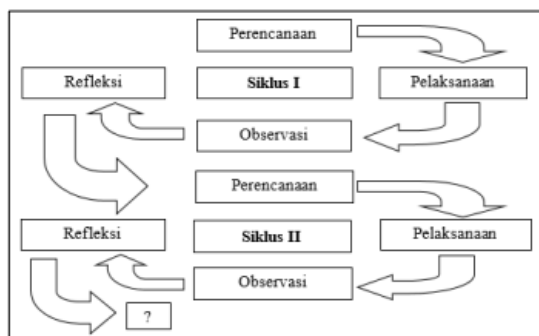 Perencanaan
Refleksi
Siklus I
Pelaksanaan
Observasi
Perencanaan
Refleksi
Siklus II
Pelaksanaan
Observasi
?